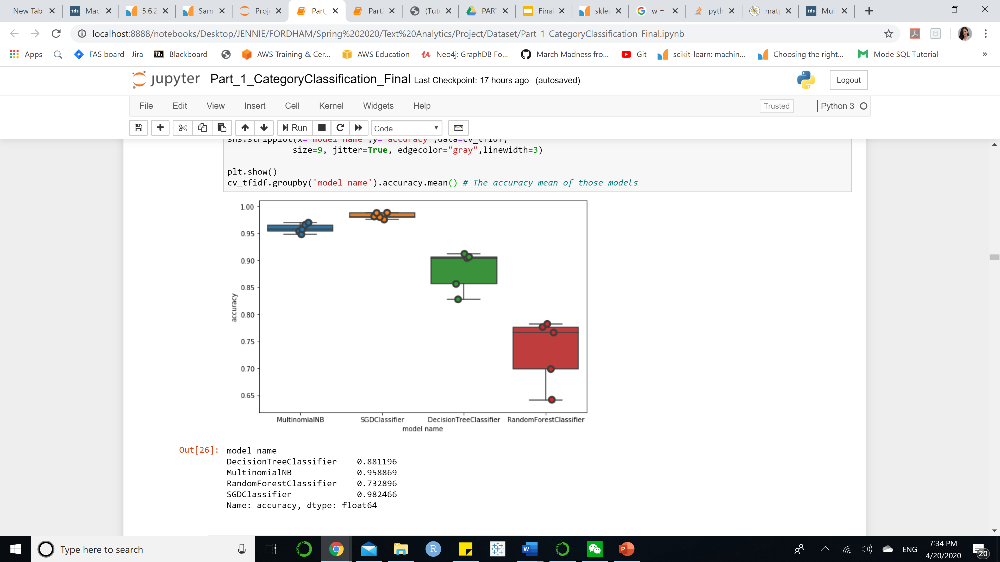 New Tab
tds Mac
5.6.2
Sam
Proj
Part_
Part2
(Tut
PAR
Final
skle
w =
pyth
mat
tds Mul
localhost:8888/notebooks/Desktop/JENNIE/FORDHAM/Spring%202020/Text%20Analytics/Project/Dataset/Part_1_CategoryClassification_Final.ipynb
Apps
FAS board - Jira
Bb Blackboard
AWS Training & Cer...
AWS Education
Neo4j: GraphDB Fo...
March Madness fro...
Git
scikit-learn: machin...
Choosing the right...
Mode SQL Tutorial
»
jupyter Part_1_CategoryClassification_Final Last Checkpoint: 17 hours ago (autosaved)
Logout
File Edit View Insert Cell Kernel Widgets Help
Trusted
Python 3
Run
Code
sns.stripplot(x='model name',y='accuracy',data=cv_tfidf,
size=9, jitter=True, edgecolor="gray",linewidth=3)
plt.show()
cv_tfidf.groupby('model name').accuracy.mean() # The accuracy mean of those models
1.00
0.95
0.90
0.85
0.80
0.75
0.70
0.65
accuracy
MultinomialNB SGDClassifier DecisionTreeClassifier RandomForestClassifier
model name
Out[26]: model name
DecisionTreeClassifier 0.881196
MultinomialNB 0.958869
RandomForestClassifier 0.732896
SGDClassifier 0.982466
Name: accuracy, dtype: float64
Type here to search
R
W
P
ENG
7:34 PM
4/20/2020
20